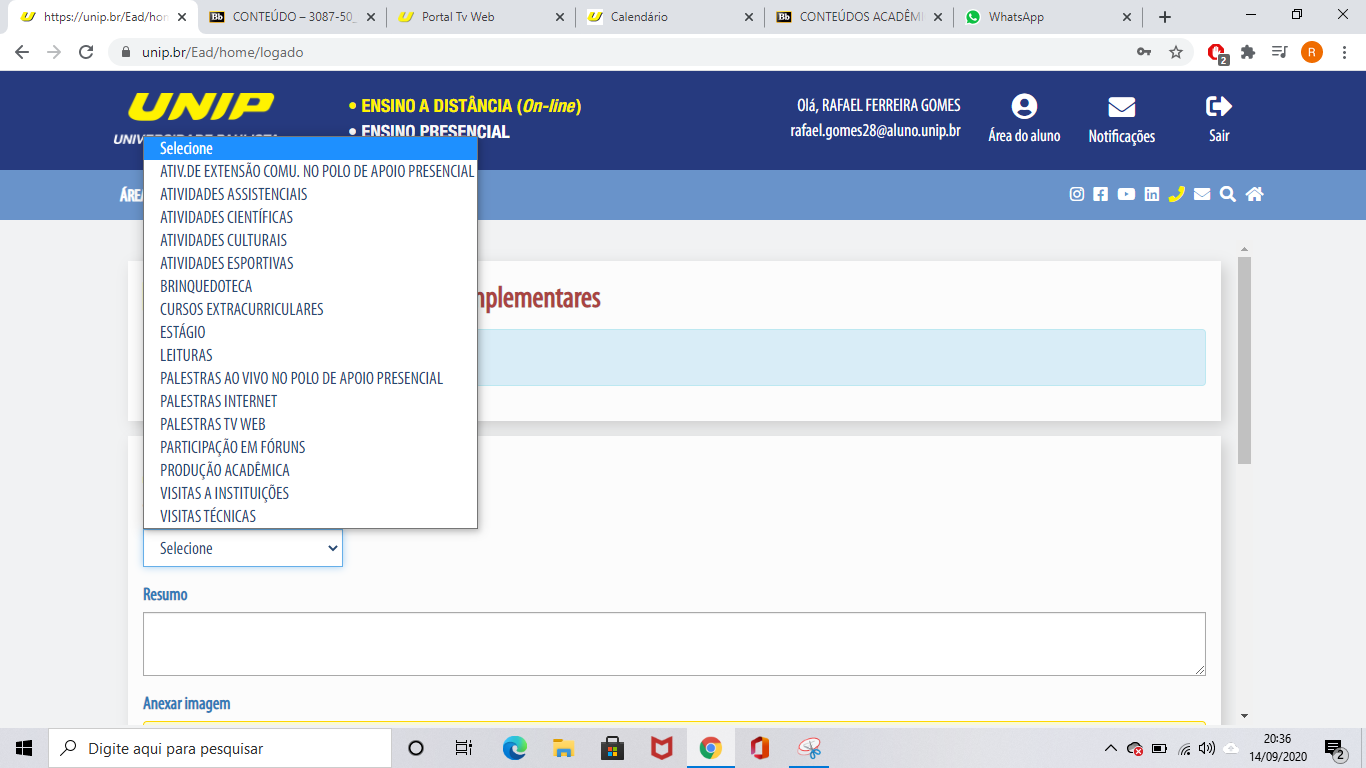 https://unip.br/Ead/hon
CONTEÚDO – 3087-50_
Portal Tv Web
Calendário
CONTEÚDOS ACADÊMI
WhatsApp
unip.br/Ead/home/logado
2
R
UNIP
• ENSINO A DISTÂNCIA (On-line)
• ENSINO PRESENCIAL
Olá, RAFAEL FERREIRA GOMES
rafael.gomes28@aluno.unip.br
Área do aluno
Notificações
Sair
UNIVERSIDADE PAULISTA
ÁREA
mplementares
Selecione
ATIV.DE EXTENSÃO COMU. NO POLO DE APOIO PRESENCIAL
ATIVIDADES ASSISTENCIAIS
ATIVIDADES CIENTÍFICAS
ATIVIDADES CULTURAIS
ATIVIDADES ESPORTIVAS
BRINQUEDOTECA
CURSOS EXTRACURRICULARES
ESTÁGIO
LEITURAS
PALESTRAS AO VIVO NO POLO DE APOIO PRESENCIAL
PALESTRAS INTERNET
PALESTRAS TV WEB
PARTICIPAÇÃO EM FÓRUNS
PRODUÇÃO ACADÊMICA
VISITAS A INSTITUIÇÕES
VISITAS TÉCNICAS
Selecione
Resumo
Anexar imagem
Digite aqui para pesquisar
20:36
14/09/2020
2